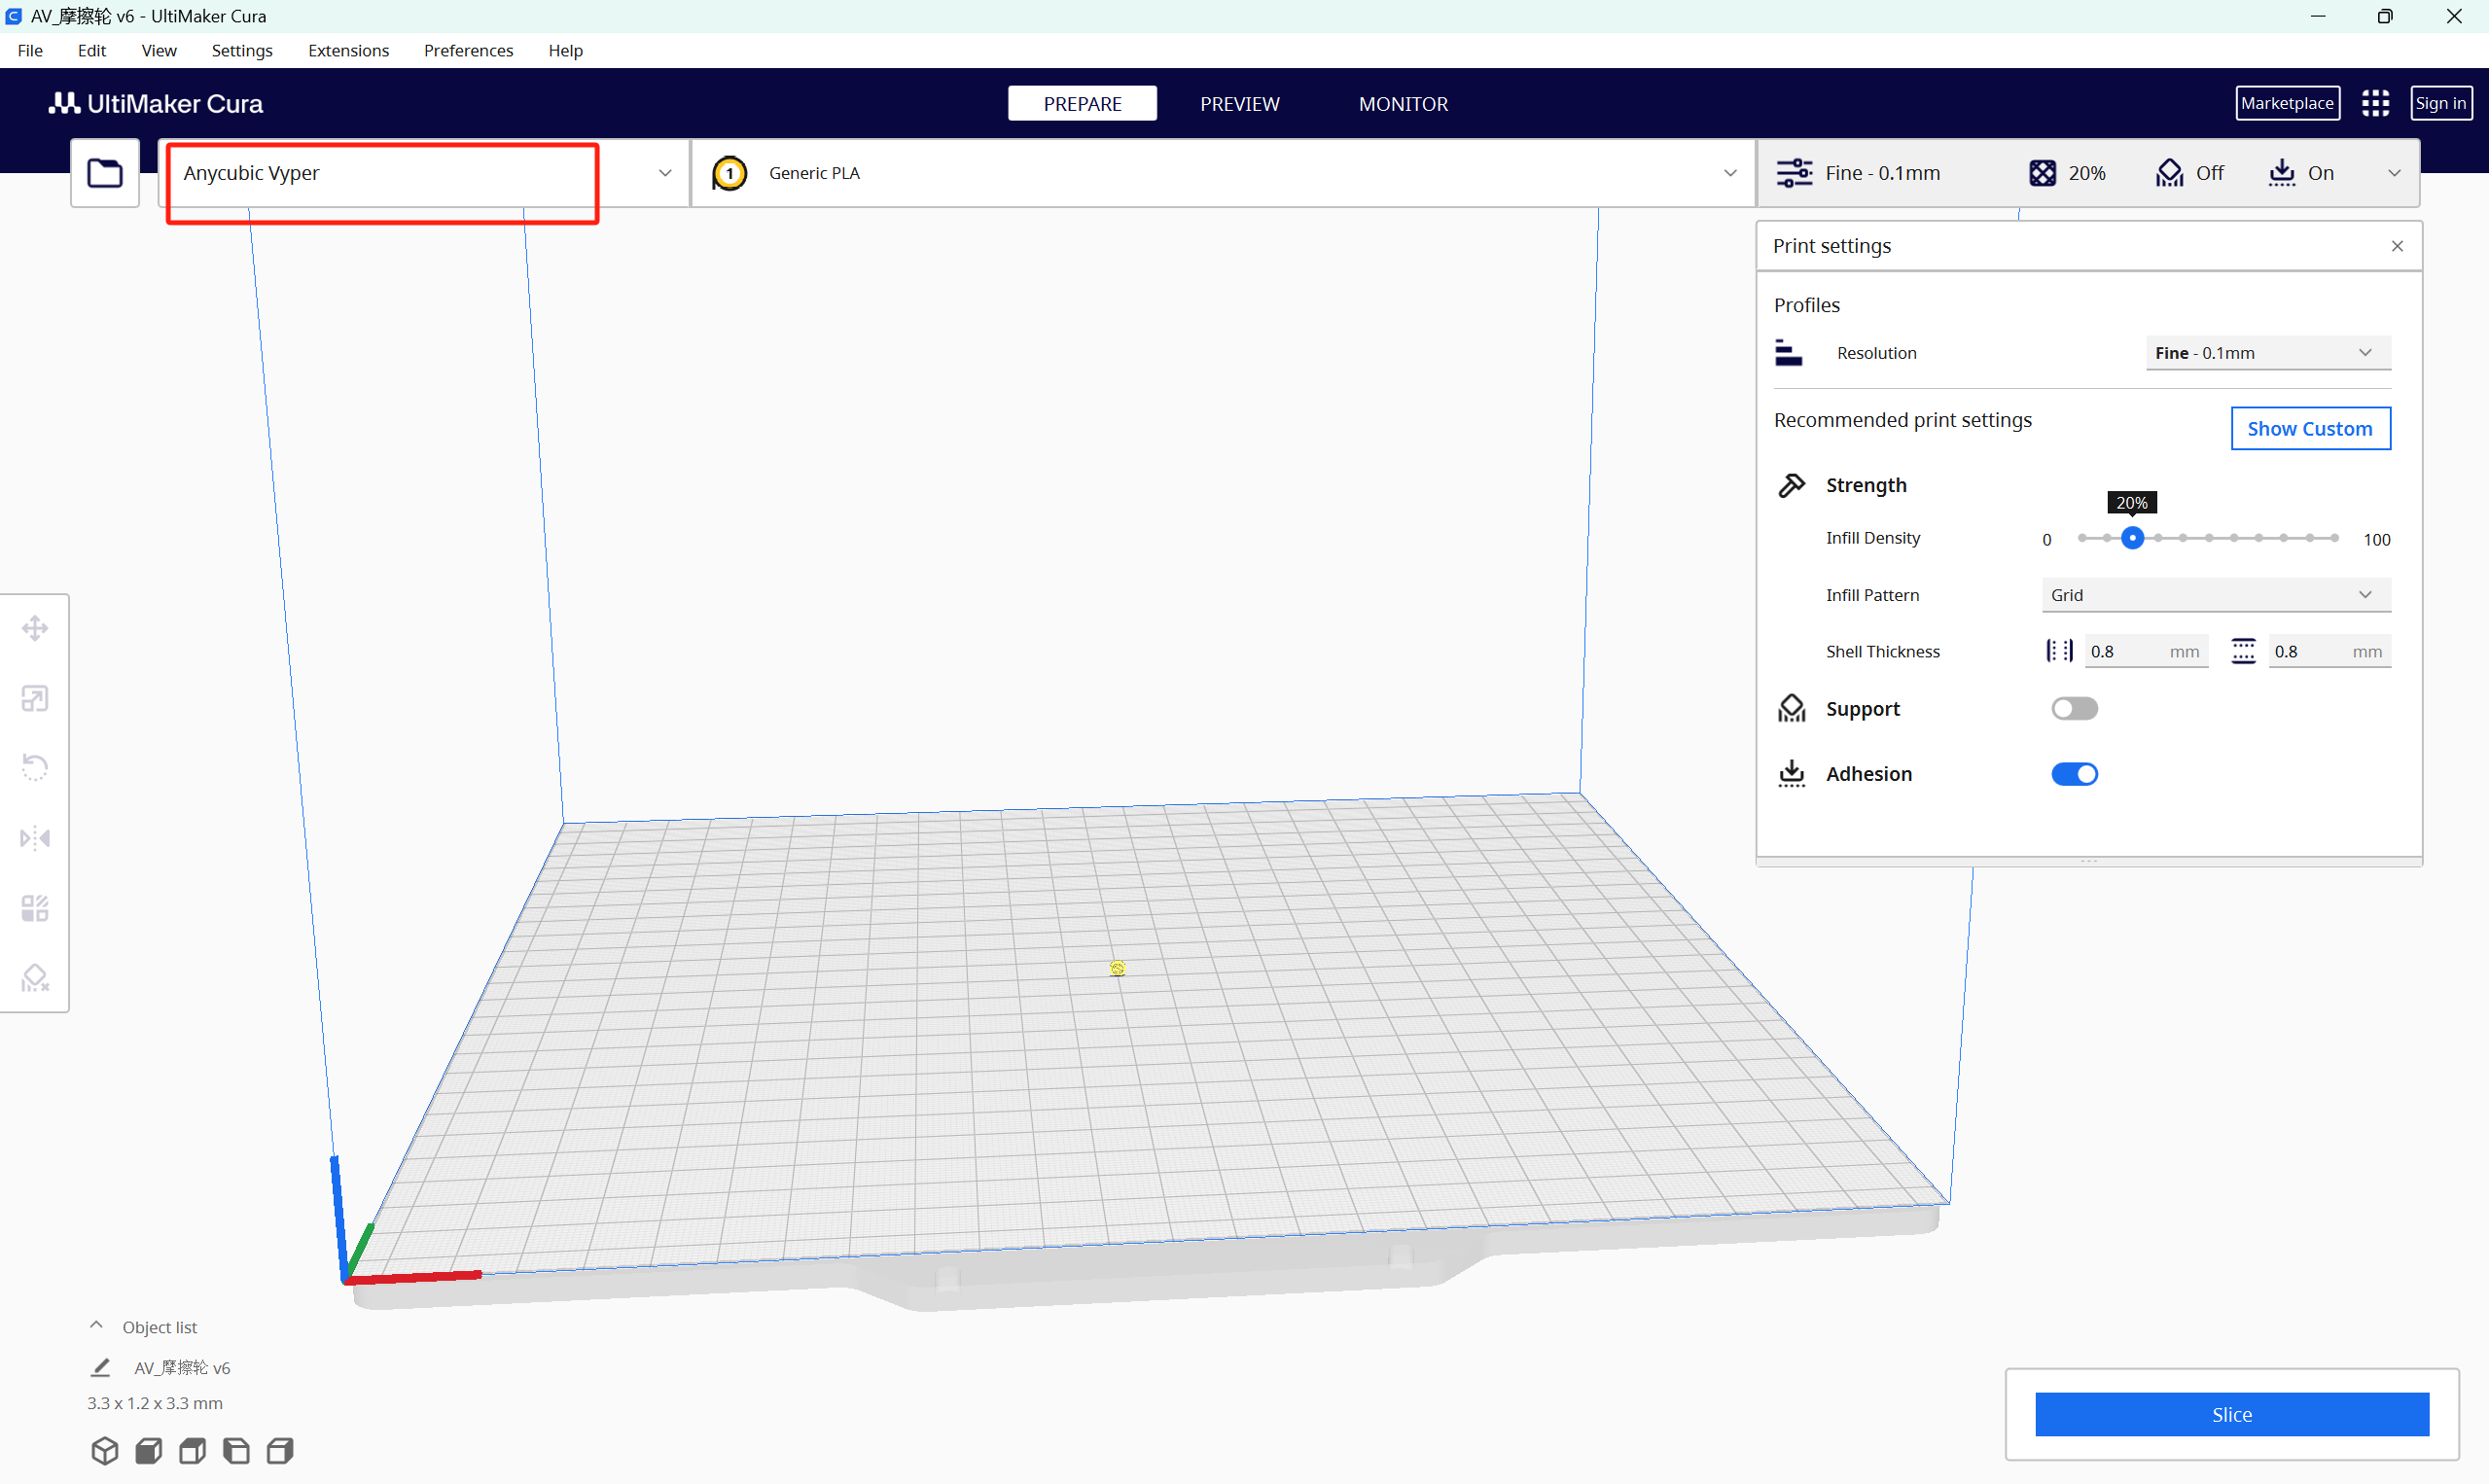 AV_摩擦轮 v6 - UltiMaker Cura
File Edit View Settings Extensions Preferences Help
UltiMaker Cura PREPARE PREVIEW MONITOR Marketplace Sign in
Anycubic Vyper 1 Generic PLA Fine - 0.1mm 20% Off On
Print settings
Profiles
Resolution Fine - 0.1mm
Recommended print settings
Show Custom
Strength
20%
Infill Density 0 100
Infill Pattern Grid
Shell Thickness 0.8 mm 0.8 mm
Support
Adhesion
Object list
AV_摩擦轮 v6
3.3 x 1.2 x 3.3 mm
Slice